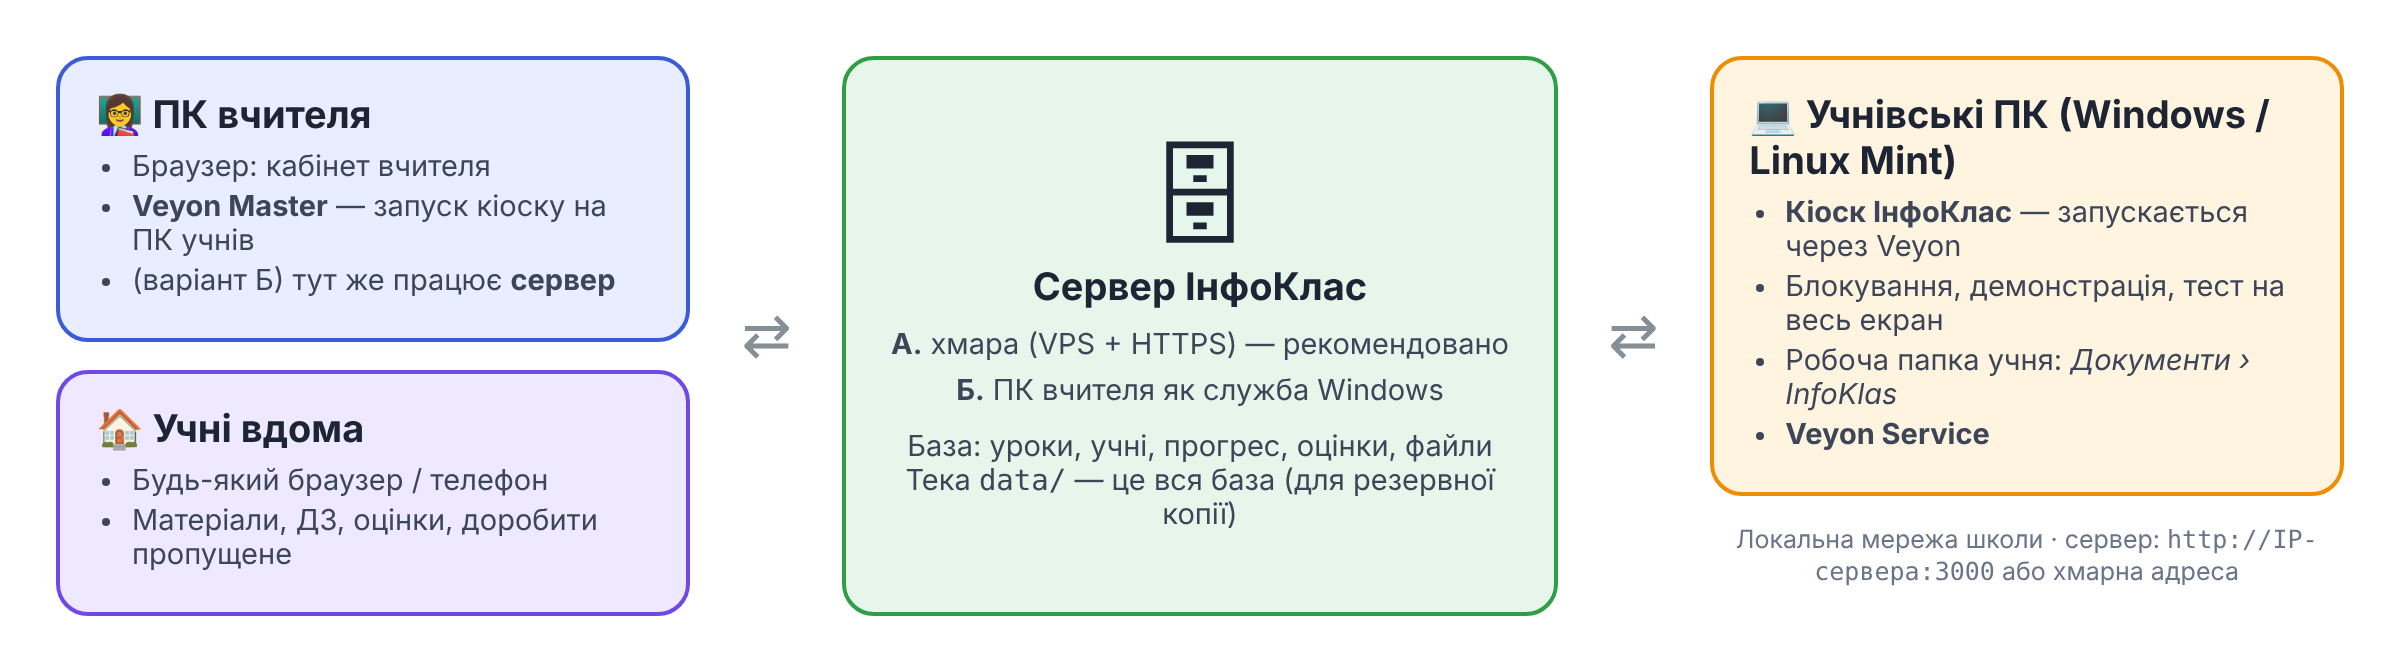 👩‍🏫 ПК вчителя
• Браузер: кабінет вчителя
• Veyon Master — запуск кіоску на
ПК учнів
• (варіант Б) тут же працює сервер
🏠 Учні вдома
• Будь-який браузер / телефон
• Матеріали, ДЗ, оцінки, доробити
пропущене
⇄
🗄
Сервер ІнфоКлас
А. хмара (VPS + HTTPS) — рекомендовано
Б. ПК вчителя як служба Windows
База: уроки, учні, прогрес, оцінки, файли
Тека data/ — це вся база (для резервної
копії)
⇄
💻 Учнівські ПК (Windows /
Linux Mint)
• Кіоск ІнфоКлас — запускається
через Veyon
• Блокування, демонстрація, тест на
весь екран
• Робоча папка учня: Документи ›
InfoKlas
• Veyon Service
Локальна мережа школи · сервер: http://IP-
сервера:3000 або хмарна адреса